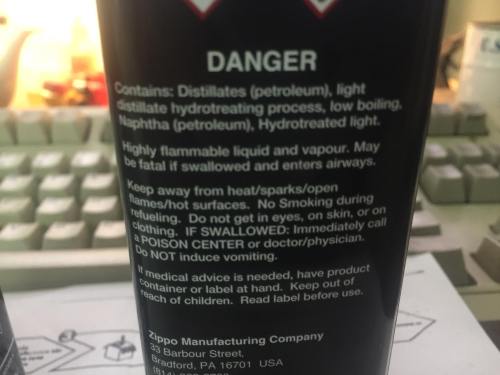 DANGER
Contains: Distillates (petroleum), light
distillate hydrotreating process, low boiling,
Naphtha (petroleum), Hydrotreated light.
Highly flammable liquid and vapour. May
be fatal if swallowed and enters airways.
Keep away from heat/sparks/open
flames/hot surfaces. No Smoking during
refueling. Do not get in eyes, on skin, or on
clothing. IF SWALLOWED: Immediately call
a POISON CENTER or doctor/physician.
Do NOT induce vomiting.
If medical advice is needed, have product
container or label at hand. Keep out of
reach of children. Read label before use.
Zippo Manufacturing Company
33 Barbour Street,
Bradford, PA 16701 USA